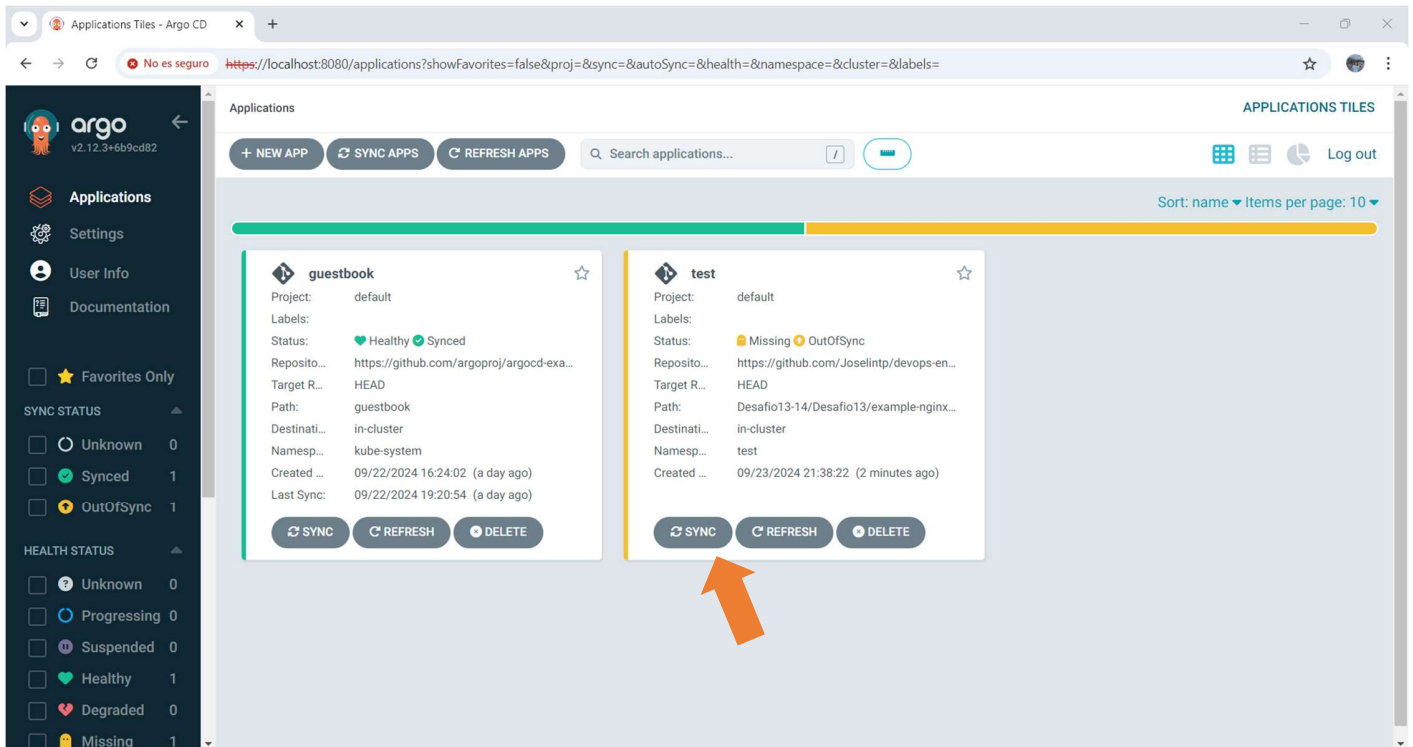 Applications Tiles - Argo CD
No es seguro https://localhost:8080/applications?showFavorites=false&proj=&sync=&autoSync=&health=&namespace=&cluster=&labels=
argo
v2.12.3+6b9cd82
Applications
Settings
User Info
Documentation
Favorites Only
SYNC STATUS
Unknown 0
Synced 1
OutOfSync 1
HEALTH STATUS
Unknown 0
Progressing 0
Suspended 0
Healthy 1
Degraded 0
Missing 1
Applications
APPLICATIONS TILES
+ NEW APP SYNC APPS REFRESH APPS Search applications... / Log out
Sort: name Items per page: 10
guestbook
Project: default
Labels:
Status: Healthy Synced
Reposito... https://github.com/argoproj/argocd-exa...
Target R... HEAD
Path: guestbook
Destinati... in-cluster
Namesp... kube-system
Created ... 09/22/2024 16:24:02 (a day ago)
Last Sync: 09/22/2024 19:20:54 (a day ago)
SYNC REFRESH DELETE
test
Project: default
Labels:
Status: Missing OutOfSync
Reposito... https://github.com/Joselintp/devops-en...
Target R... HEAD
Path: Desafio13-14/Desafio13/example-nginx...
Destinati... in-cluster
Namesp... test
Created ... 09/23/2024 21:38:22 (2 minutes ago)
SYNC REFRESH DELETE